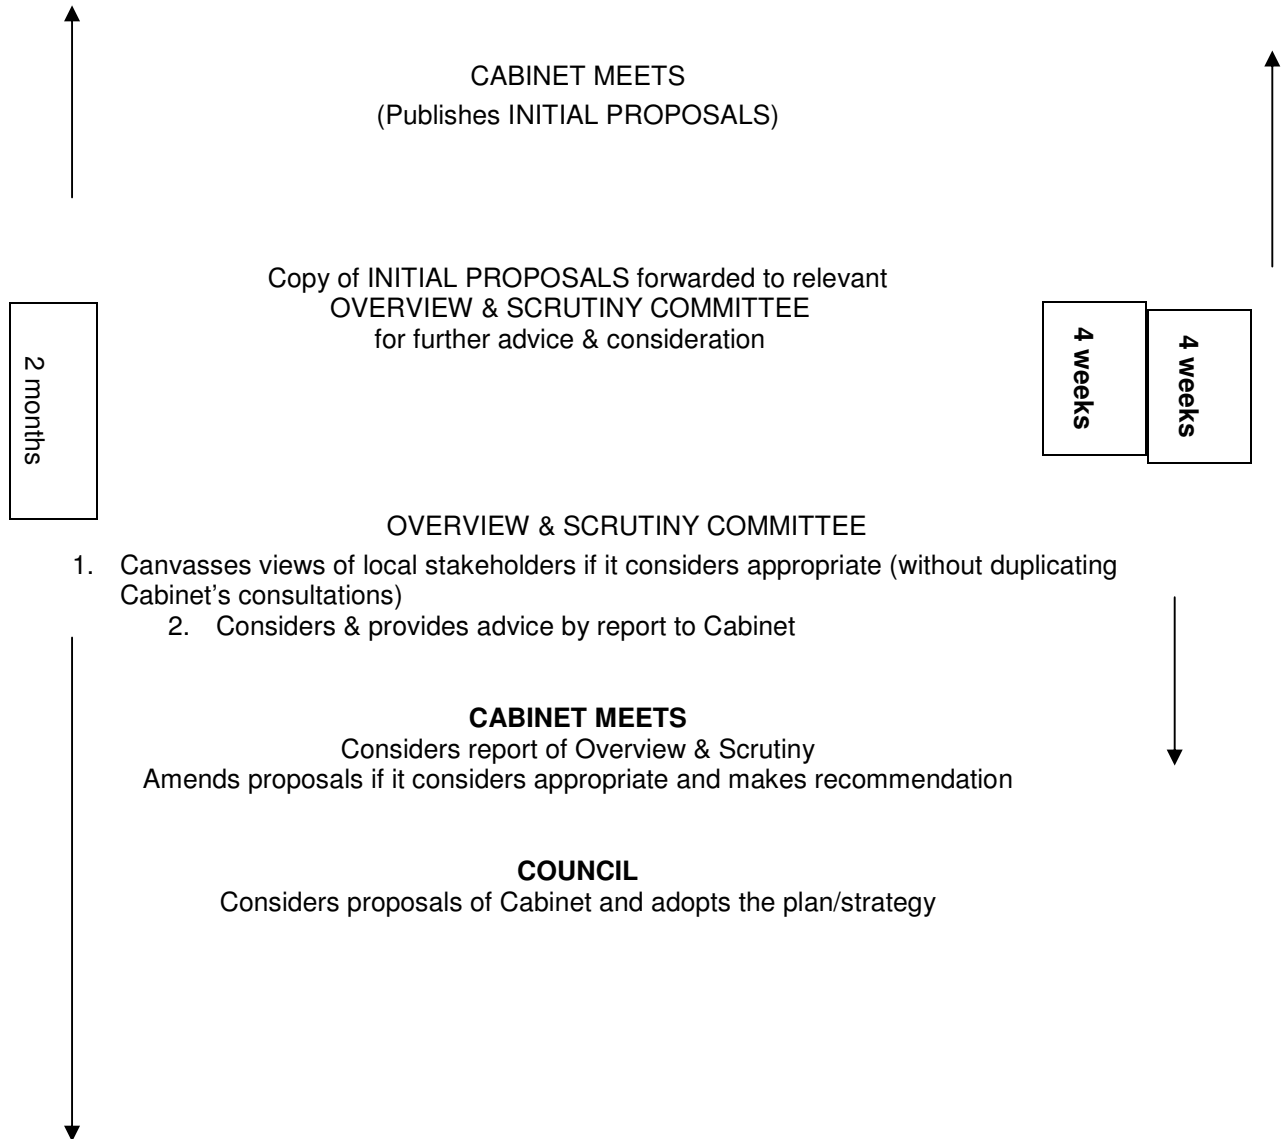 CABINET MEETS
(Publishes INITIAL PROPOSALS)
Copy of INITIAL PROPOSALS forwarded to relevant
OVERVIEW & SCRUTINY COMMITTEE
for further advice & consideration
2 months
4 weeks
4 weeks
OVERVIEW & SCRUTINY COMMITTEE
1. Canvasses views of local stakeholders if it considers appropriate (without duplicating
Cabinet’s consultations)
2. Considers & provides advice by report to Cabinet
CABINET MEETS
Considers report of Overview & Scrutiny
Amends proposals if it considers appropriate and makes recommendation
COUNCIL
Considers proposals of Cabinet and adopts the plan/strategy